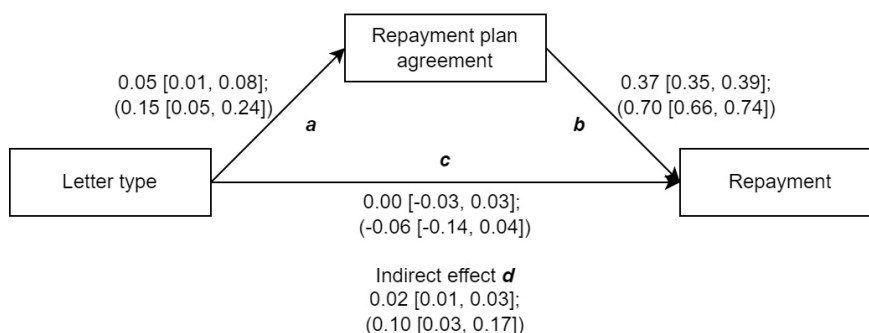 Repayment plan
agreement
0.05 [0.01, 0.08];
(0.15 [0.05, 0.24])
0.37 [0.35, 0.39];
(0.70 [0.66, 0.74])
a
b
c
Letter type
Repayment
0.00 [-0.03, 0.03];
(-0.06 [-0.14, 0.04])
Indirect effect d
0.02 [0.01, 0.03];
(0.10 [0.03, 0.17])